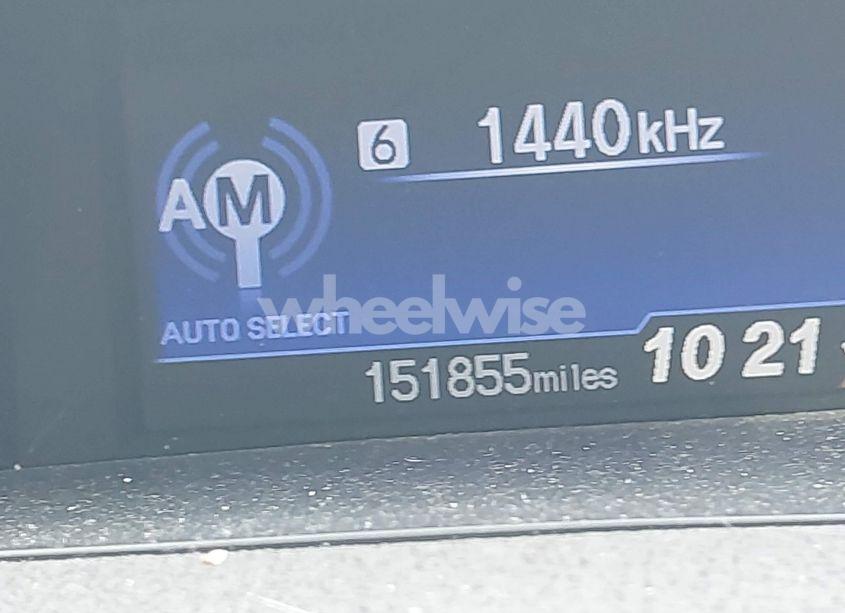 6 1440kHz
AM
wheelwise
AUTO SELECT
151855miles 10 21